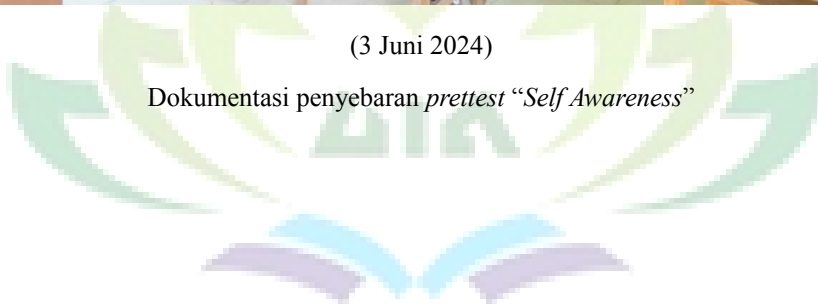 (3 Juni 2024)
Dokumentasi penyebaran prettest “Self Awareness”